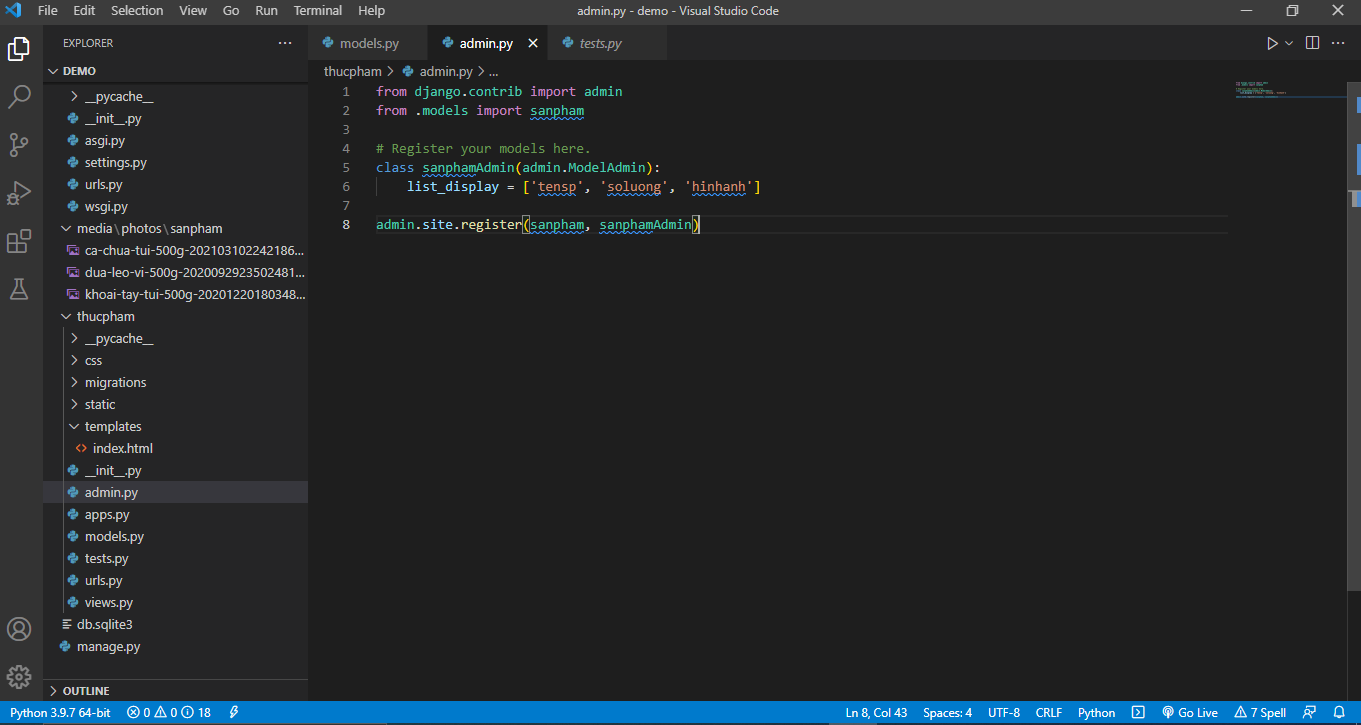 File Edit Selection View Go Run Terminal Help
admin.py - demo - Visual Studio Code
EXPLORER
DEMO
__pycache__
__init__.py
asgi.py
settings.py
urls.py
wsgi.py
media\photos\sanpham
ca-chua-tui-500g-202103102242186...
dua-leo-vi-500g-2020092923502481...
khoai-tay-tui-500g-20201220180348...
thucpham
__pycache__
css
migrations
static
templates
index.html
__init__.py
admin.py
apps.py
models.py
tests.py
urls.py
views.py
db.sqlite3
manage.py
OUTLINE
models.py admin.py tests.py
thucpham > admin.py > ...
1 from django.contrib import admin
2 from .models import sanpham
3
4 # Register your models here.
5 class sanphamAdmin(admin.ModelAdmin):
6 list_display = ['tensp', 'soluong', 'hinhanh']
7
8 admin.site.register(sanpham, sanphamAdmin)
Python 3.9.7 64-bit 0 0 18 Ln 8, Col 43 Spaces: 4 UTF-8 CRLF Python Go Live 7 Spell